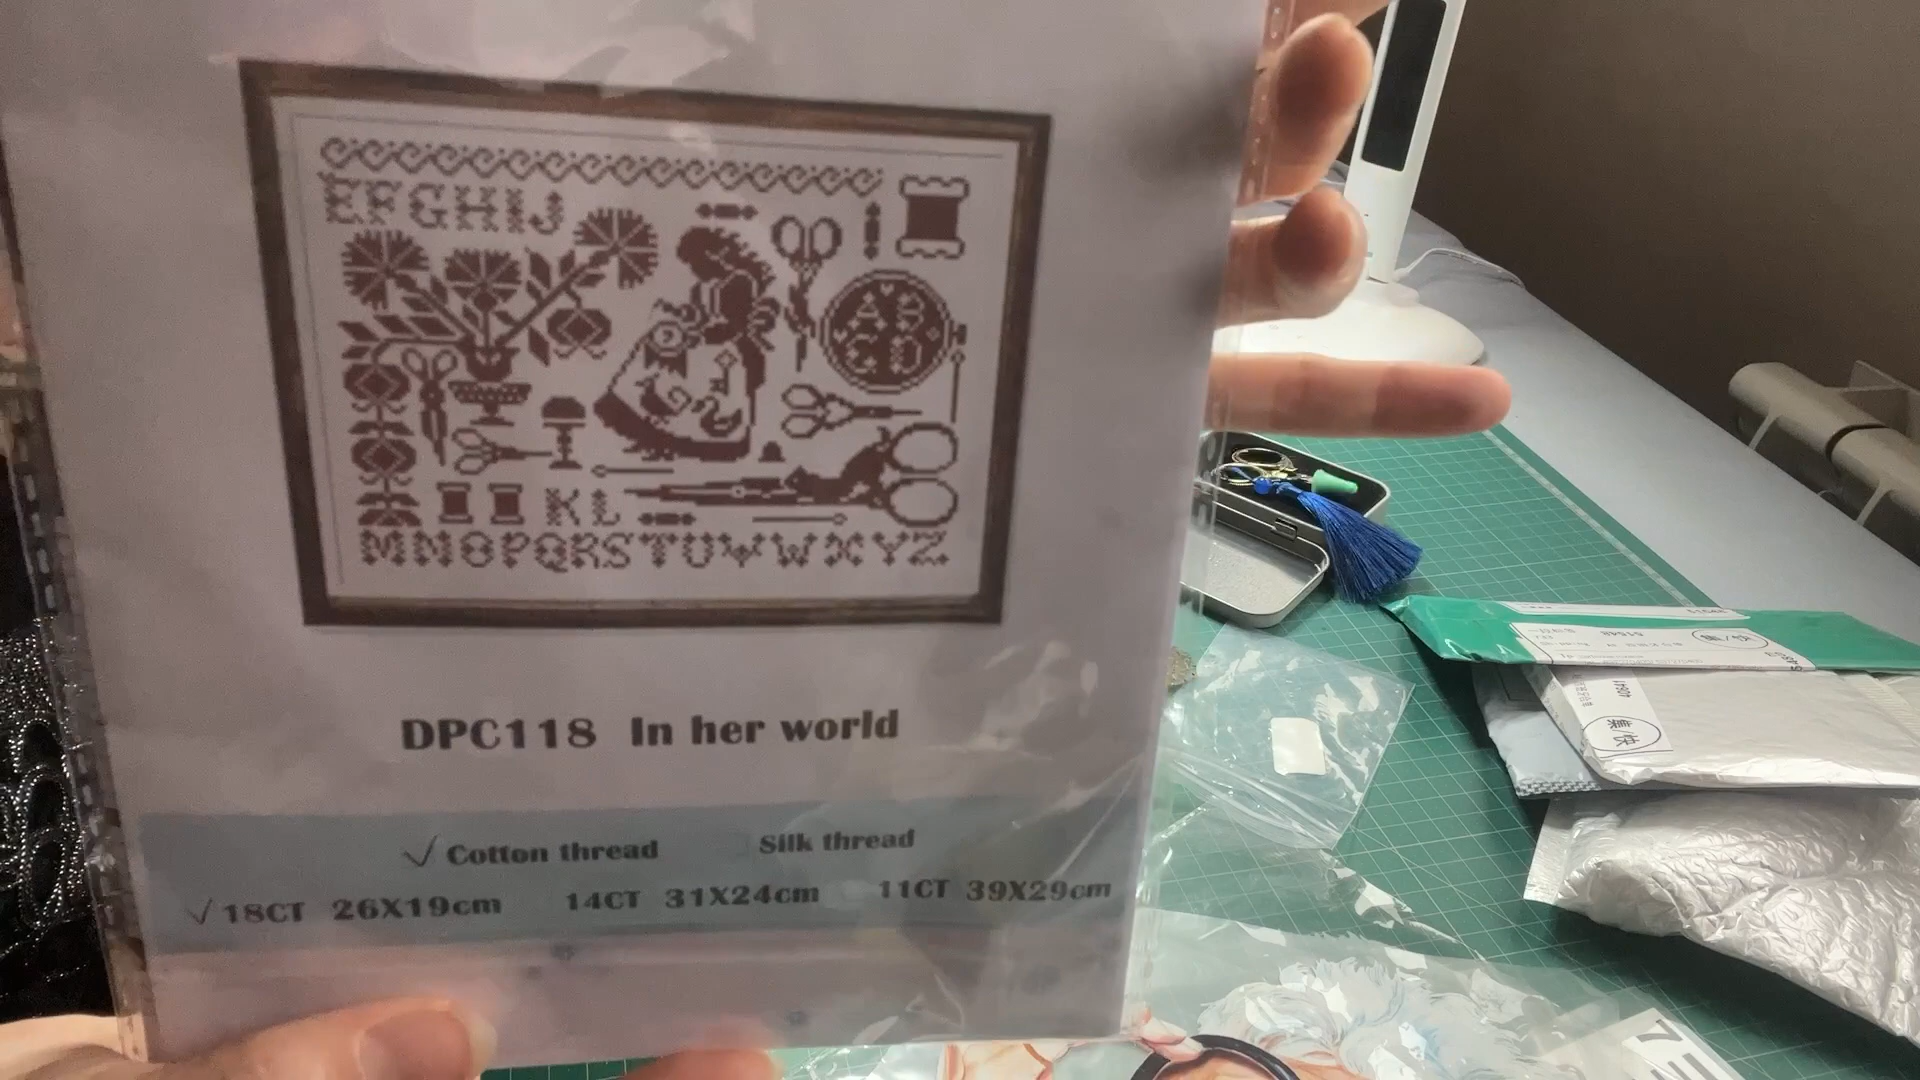 EFGHIJ
A B
C D
KL
MNOPQRSTUVWXYZ
DPC118 In her world
✓ Cotton thread Silk thread
✓ 18CT 26X19cm 14CT 31X24cm 11CT 39X29cm